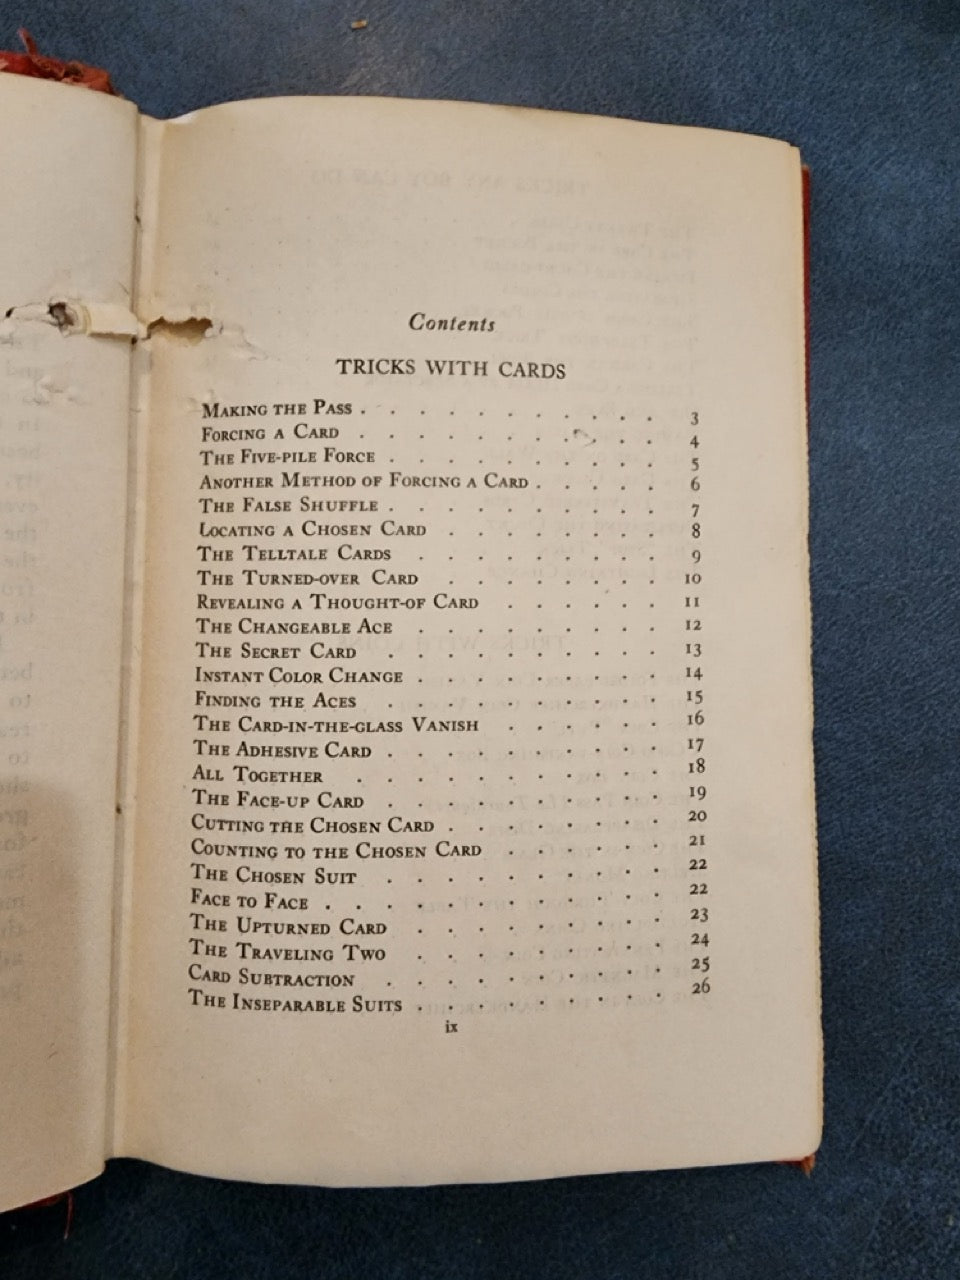 Contents
TRICKS WITH CARDS
MAKING THE PASS . . . . . . . . . . . 3
FORCING A CARD . . . . . . . . . . . 4
THE FIVE-PILE FORCE . . . . . . . . . . 5
ANOTHER METHOD OF FORCING A CARD . . . . . 6
THE FALSE SHUFFLE . . . . . . . . . . 7
LOCATING A CHOSEN CARD . . . . . . . . 8
THE TELLTALE CARDS . . . . . . . . . 9
THE TURNED-OVER CARD . . . . . . . . 10
REVEALING A THOUGHT-OF CARD . . . . . . 11
THE CHANGEABLE ACE . . . . . . . . . 12
THE SECRET CARD . . . . . . . . . . 13
INSTANT COLOR CHANGE . . . . . . . . . 14
FINDING THE ACES . . . . . . . . . . 15
THE CARD-IN-THE-GLASS VANISH . . . . . . 16
THE ADHESIVE CARD . . . . . . . . . . 17
ALL TOGETHER . . . . . . . . . . . 18
THE FACE-UP CARD . . . . . . . . . . 19
CUTTING THE CHOSEN CARD . . . . . . . . 20
COUNTING TO THE CHOSEN CARD . . . . . . 21
THE CHOSEN SUIT . . . . . . . . . . 22
FACE TO FACE . . . . . . . . . . . . 22
THE UPTURNED CARD . . . . . . . . . 23
THE TRAVELING TWO . . . . . . . . . 24
CARD SUBTRACTION . . . . . . . . . . 25
THE INSEPARABLE SUITS . . . . . . . . . 26
ix